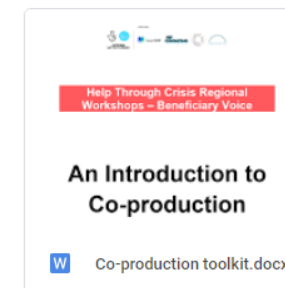 Help Through Crisis Regional
Workshops – Beneficiary Voice
An Introduction to
Co-production
W
Co-production toolkit.docx